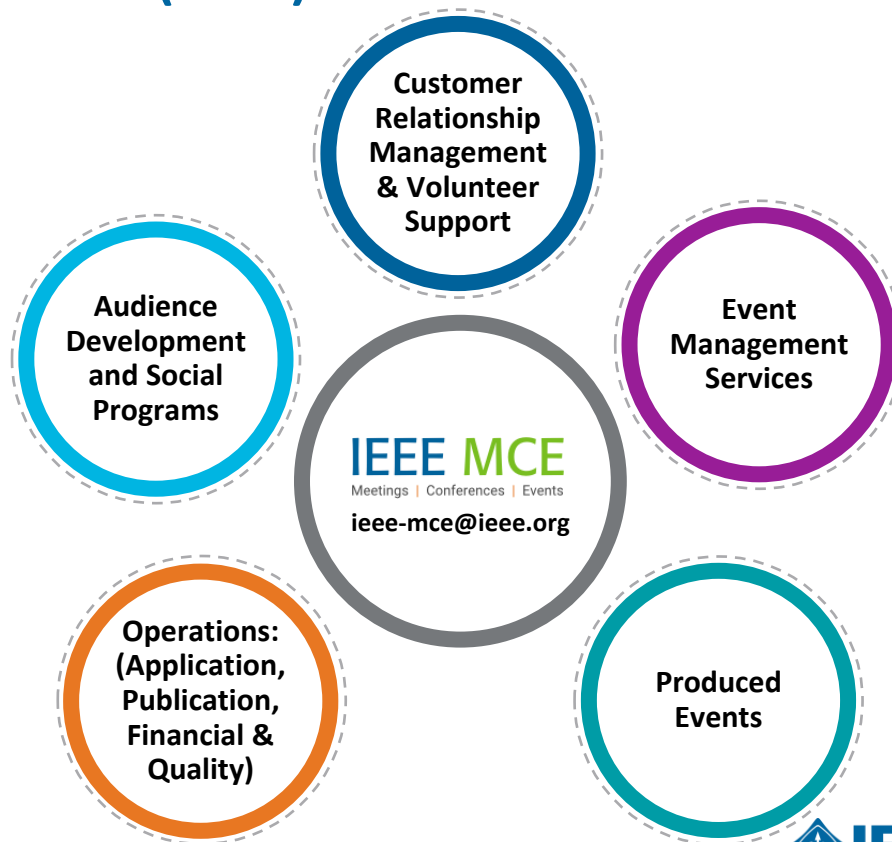 Customer
Relationship
Management
& Volunteer
Support
Audience
Development
and Social
Programs
Event
Management
Services
IEEE MCE
Meetings | Conferences | Events
ieee-mce@ieee.org
Operations:
(Application,
Publication,
Financial &
Quality)
Produced
Events